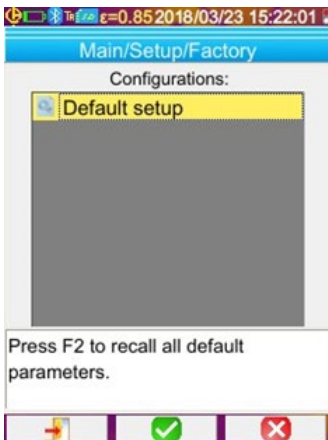 ε=0.85 2018/03/23 15:22:01
Main/Setup/Factory
Configurations:
Default setup
Press F2 to recall all default
parameters.